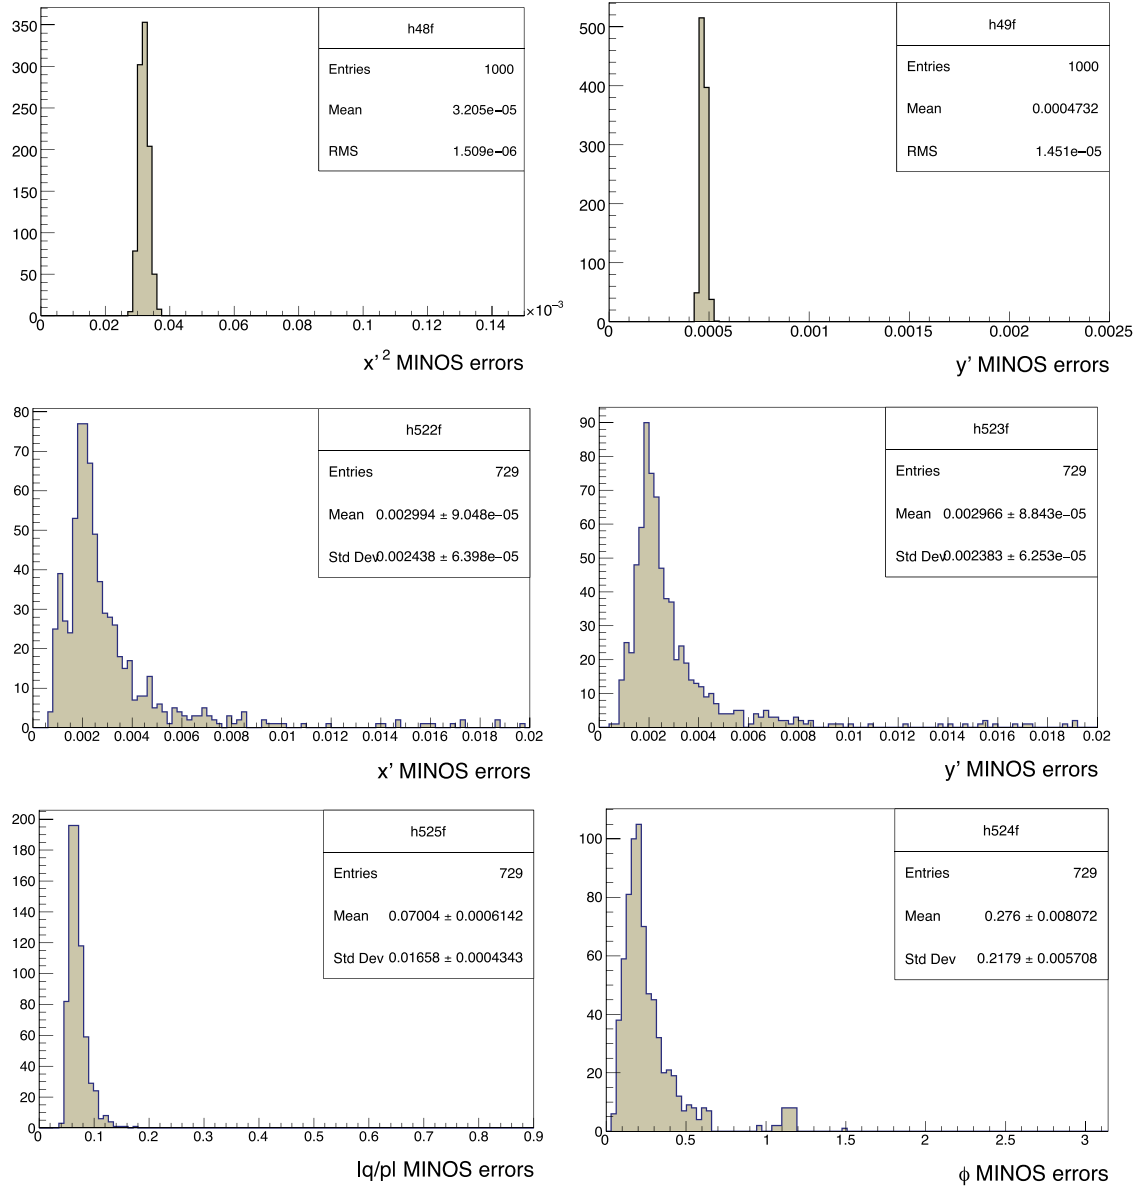 h48f
Entries 1000
Mean 3.205e−05
RMS 1.509e−06
350
300
250
200
150
100
50
0
0 0.02 0.04 0.06 0.08 0.1 0.12 0.14 ×10⁻³
x'² MINOS errors
h49f
Entries 1000
Mean 0.0004732
RMS 1.451e−05
500
400
300
200
100
0
0 0.0005 0.001 0.0015 0.002 0.0025
y' MINOS errors
h522f
Entries 729
Mean 0.002994 ± 9.048e−05
Std Dev 0.002438 ± 6.398e−05
80
70
60
50
40
30
20
10
0
0 0.002 0.004 0.006 0.008 0.01 0.012 0.014 0.016 0.018 0.02
x' MINOS errors
h523f
Entries 729
Mean 0.002966 ± 8.843e−05
Std Dev 0.002383 ± 6.253e−05
90
80
70
60
50
40
30
20
10
0
0 0.002 0.004 0.006 0.008 0.01 0.012 0.014 0.016 0.018 0.02
y' MINOS errors
h525f
Entries 729
Mean 0.07004 ± 0.0006142
Std Dev 0.01658 ± 0.0004343
200
180
160
140
120
100
80
60
40
20
0
0 0.1 0.2 0.3 0.4 0.5 0.6 0.7 0.8 0.9
|q/p| MINOS errors
h524f
Entries 729
Mean 0.276 ± 0.008072
Std Dev 0.2179 ± 0.005708
100
80
60
40
20
0
0 0.5 1 1.5 2 2.5 3
ϕ MINOS errors